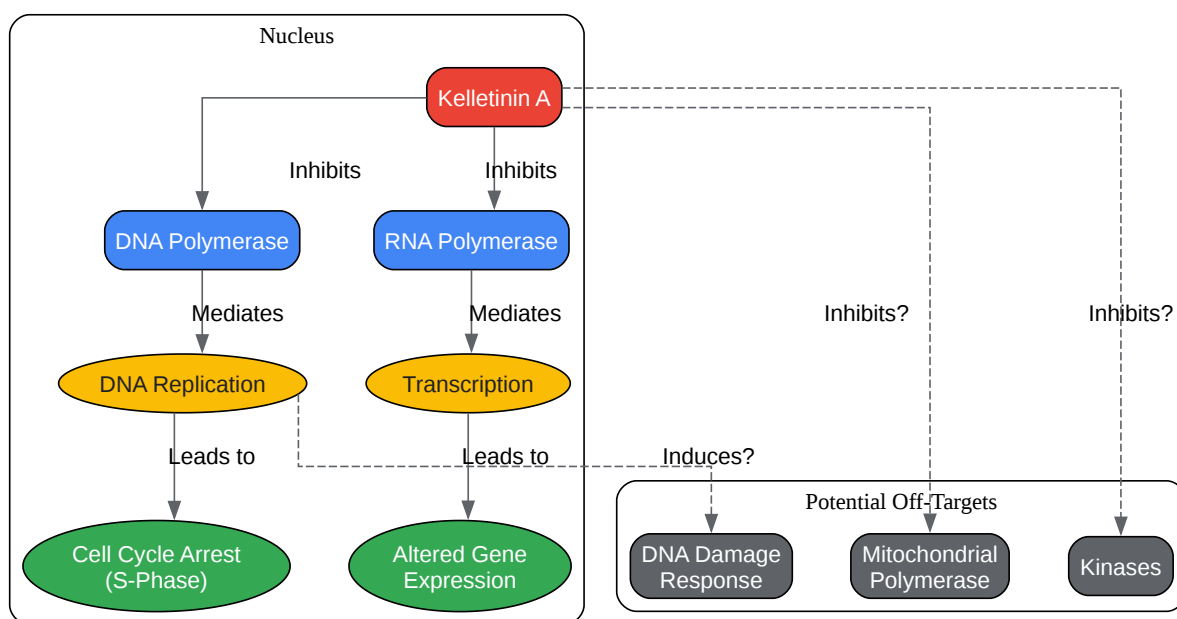 Nucleus
Kelletinin A
Inhibits
Inhibits
DNA Polymerase
RNA Polymerase
Mediates
Mediates
Inhibits?
Inhibits?
DNA Replication
Transcription
Leads to
Leads to
Induces?
Potential Off-Targets
Cell Cycle Arrest
(S-Phase)
Altered Gene
Expression
DNA Damage
Response
Mitochondrial
Polymerase
Kinases